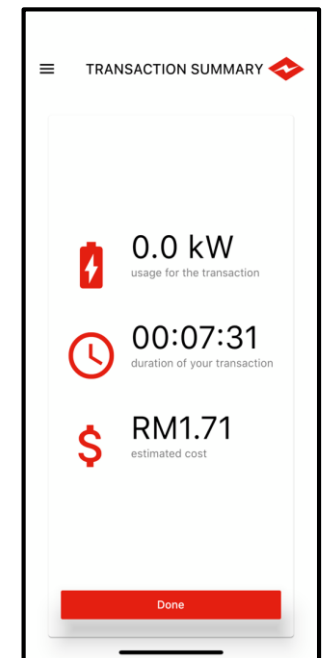 TRANSACTION SUMMARY
0.0 kW
usage for the transaction
00:07:31
duration of your transaction
$
RM1.71
estimated cost
Done